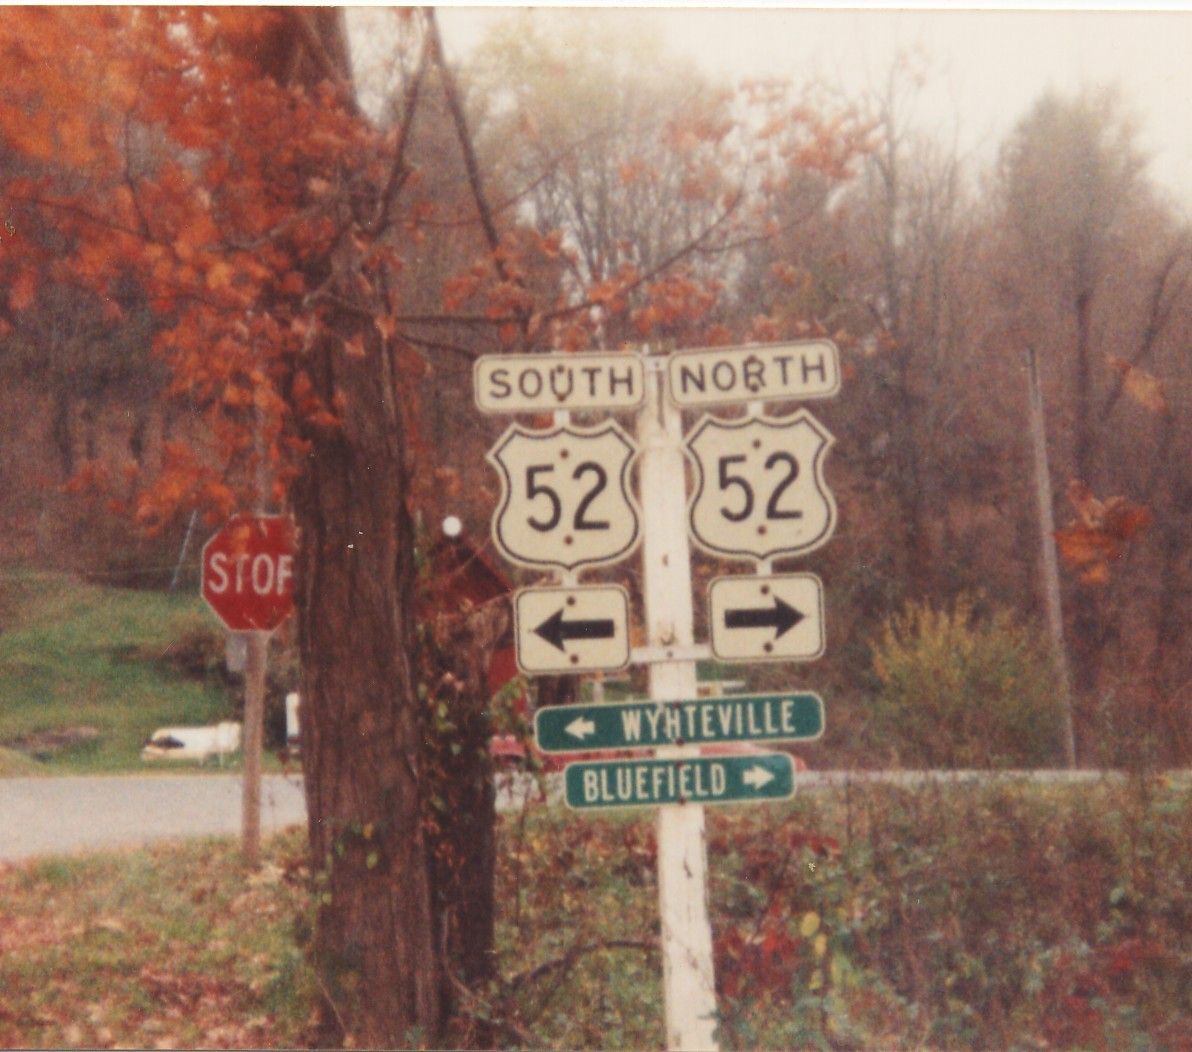 SOUTH NORTH
52 52
STOP
← WYHTEVILLE
BLUEFIELD →